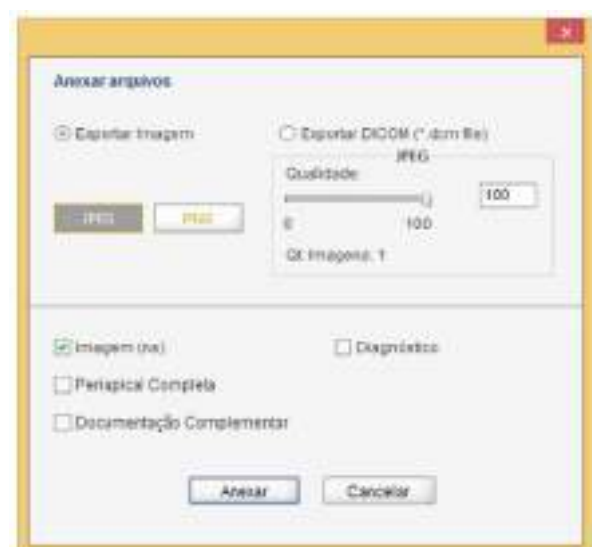 Anexar arquivos
Exportar Imagem
Exportar DICOM (*.dcm file)
JPEG
Qualidade
JPEG
100
0 100
Qt Imagens: 1
Imagem (ns)
Diagnóstico
Periapical Completa
Documentação Complementar
Anexar
Cancelar